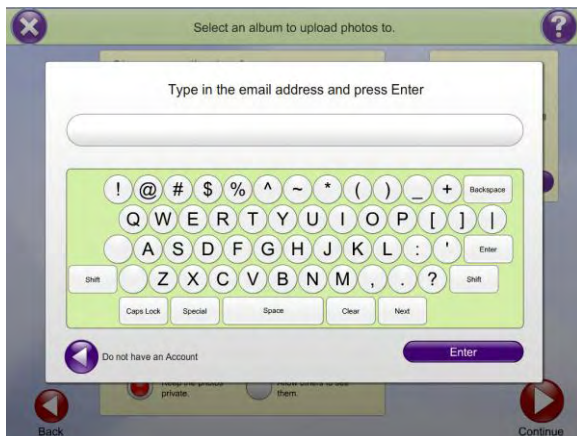 Select an album to upload photos to.
?
Type in the email address and press Enter
! @ # $ % ^ ~ * ( ) _ + Backspace
Q W E R T Y U I O P [ ] |
A S D F G H J K L : ' Enter
Shift Z X C V B N M , . ? Shift
Caps Lock Special Space Clear Next
Do not have an Account
Enter
Keep the photos
private.
Allow others to see
them.
Back
Continue